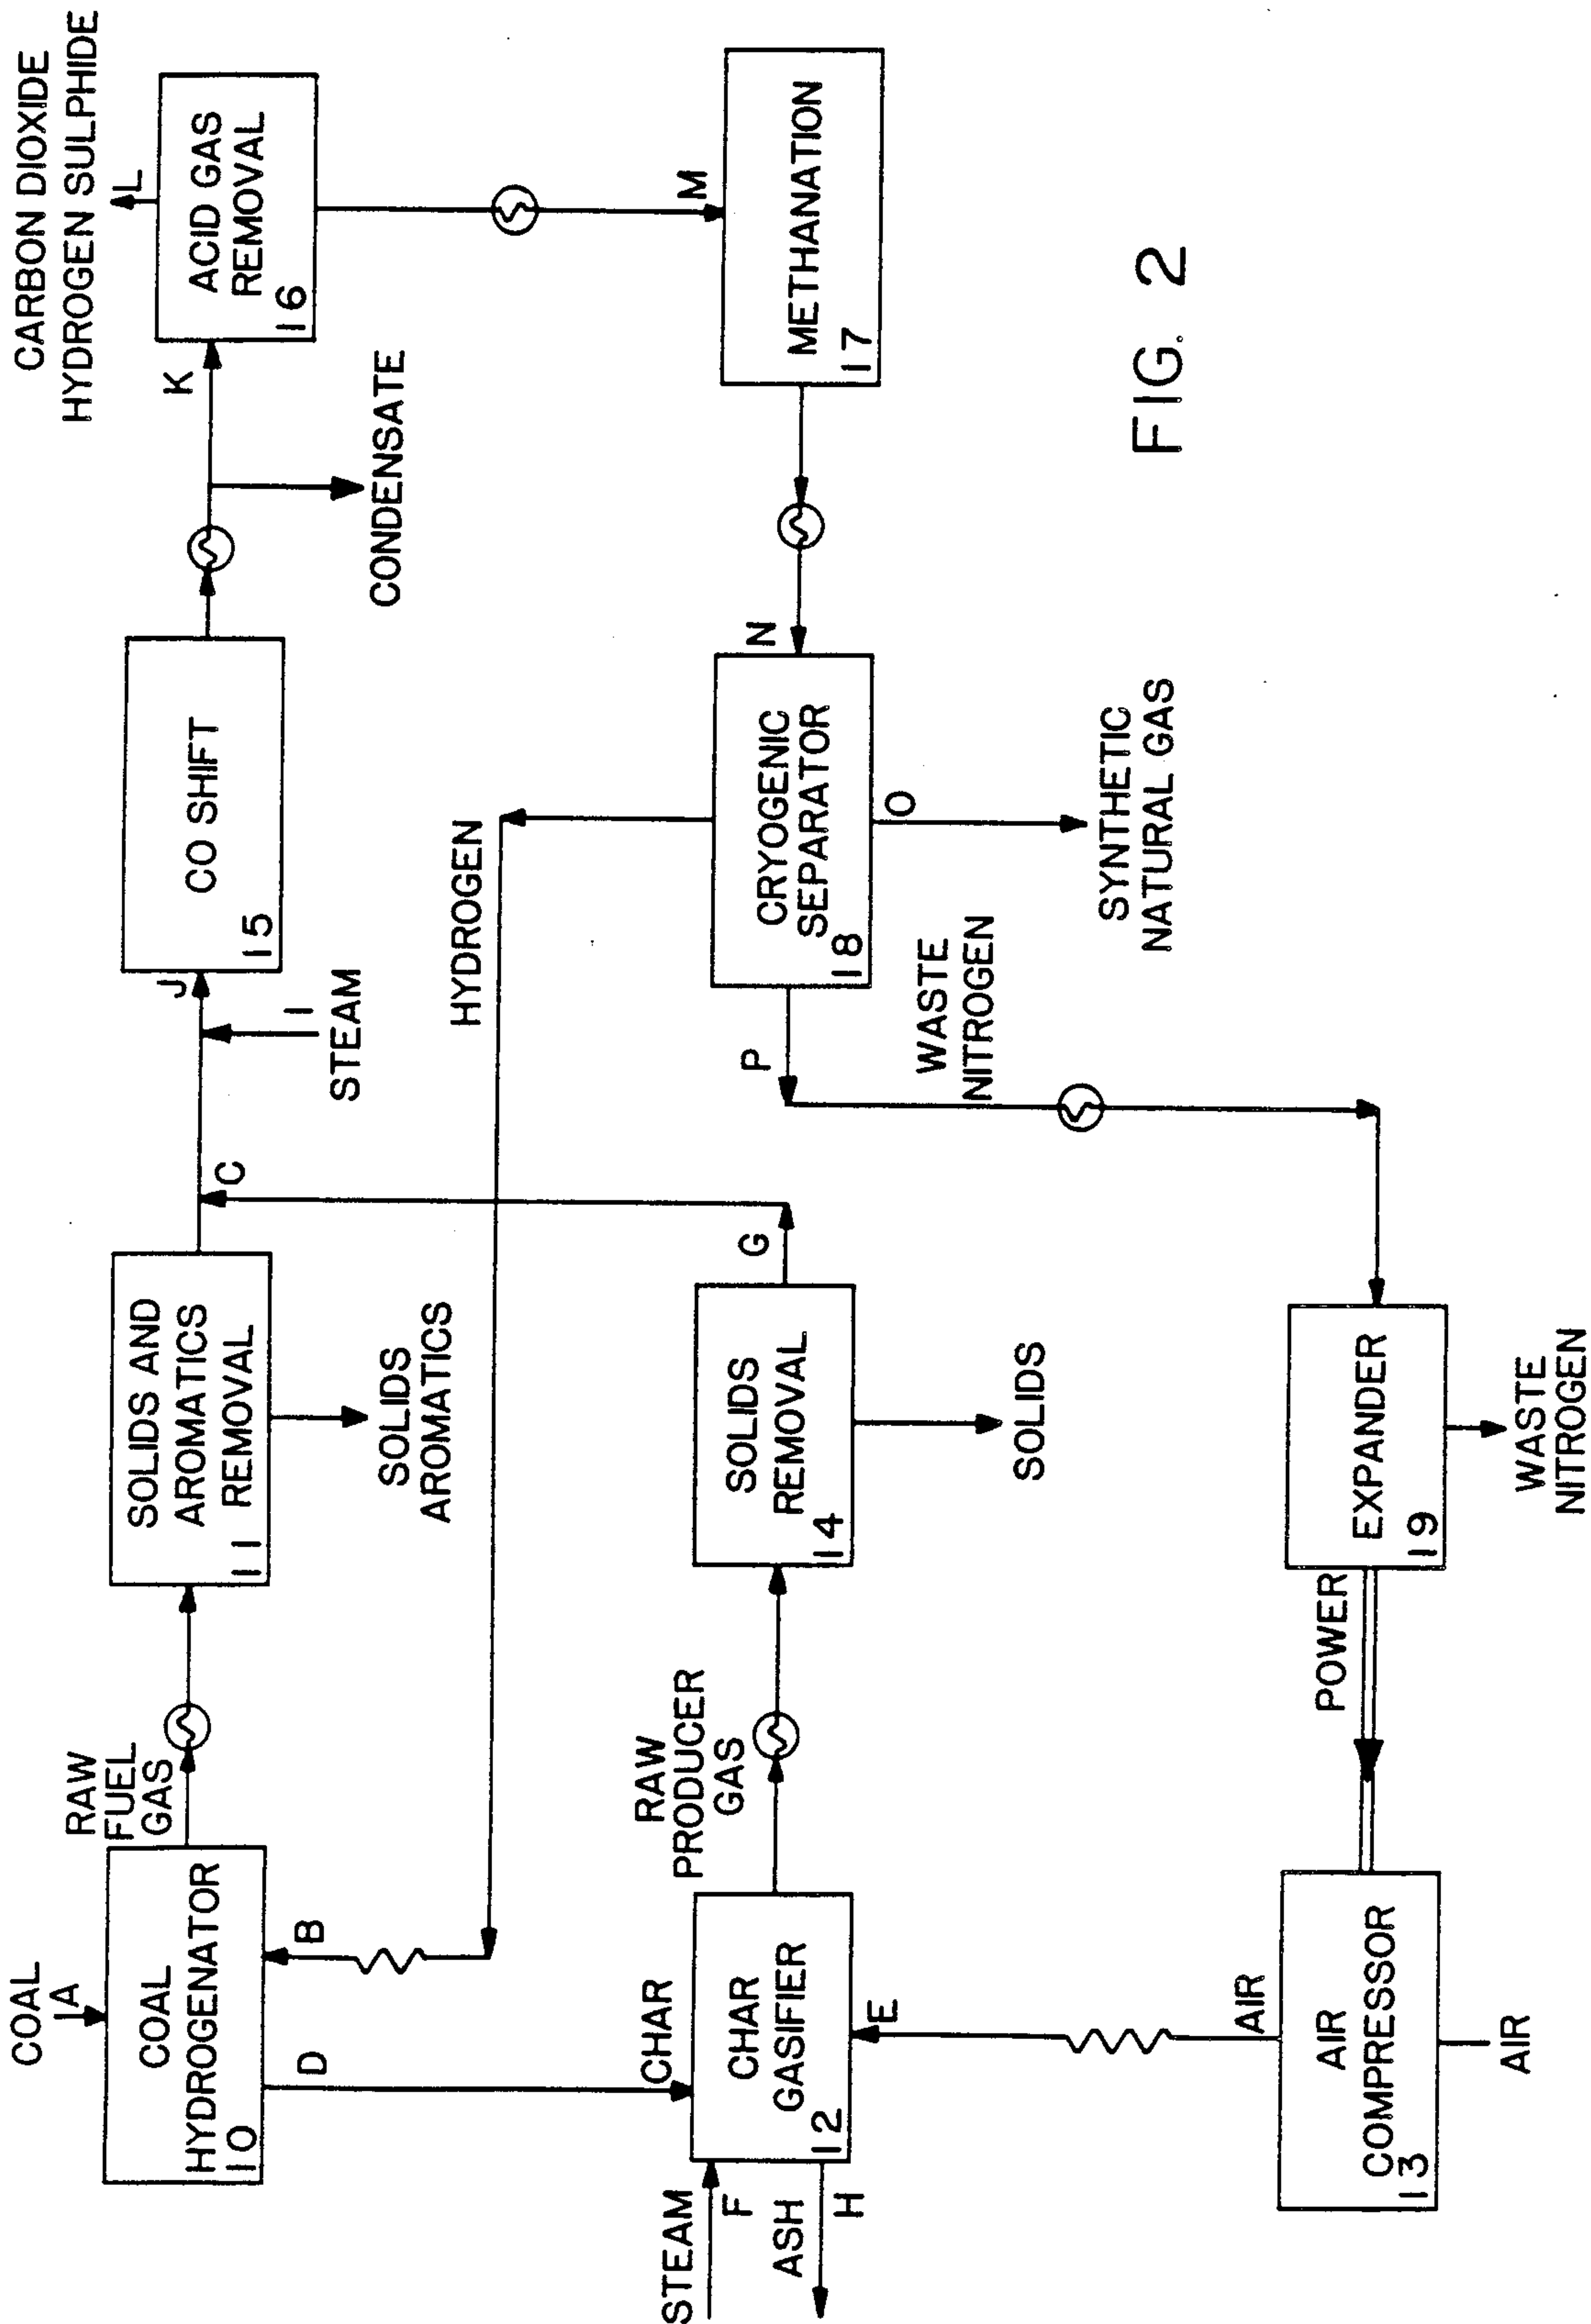 COAL
A
COAL
HYDROGENATOR
10
RAW
FUEL
GAS
SOLIDS AND
AROMATICS
REMOVAL
11
SOLIDS
AROMATICS
C
I
STEAM
J
CO SHIFT
15
CONDENSATE
K
CARBON DIOXIDE
HYDROGEN SULPHIDE
L
ACID GAS
REMOVAL
16
D
B
HYDROGEN
M
CHAR
STEAM
F
ASH
H
CHAR
GASIFIER
12
E
RAW
PRODUCER
GAS
SOLIDS
REMOVAL
14
SOLIDS
G
P
WASTE
NITROGEN
CRYOGENIC
SEPARATOR
18
N
O
SYNTHETIC
NATURAL GAS
METHANATION
17
AIR
AIR
COMPRESSOR
13
AIR
POWER
EXPANDER
19
WASTE
NITROGEN
FIG. 2